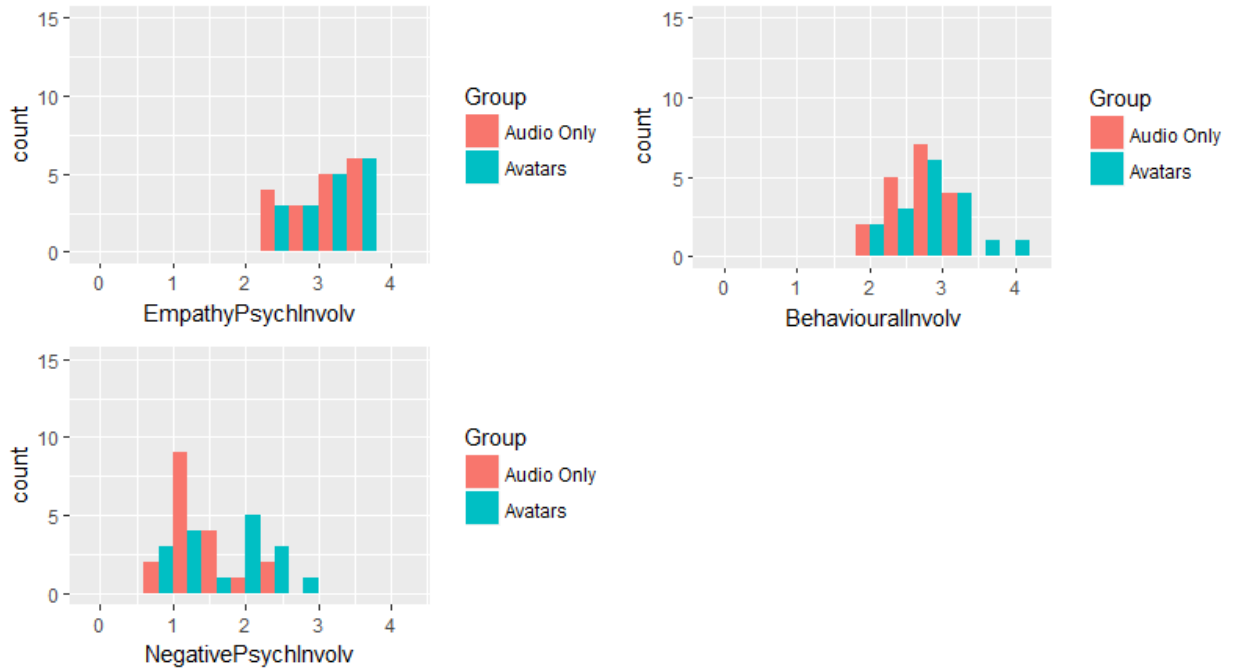 15
10
5
0
count
0 1 2 3 4
EmpathyPsychInvolv
Group
Audio Only
Avatars
15
10
5
0
count
0 1 2 3 4
BehaviouralInvolv
Group
Audio Only
Avatars
15
10
5
0
count
0 1 2 3 4
NegativePsychInvolv
Group
Audio Only
Avatars